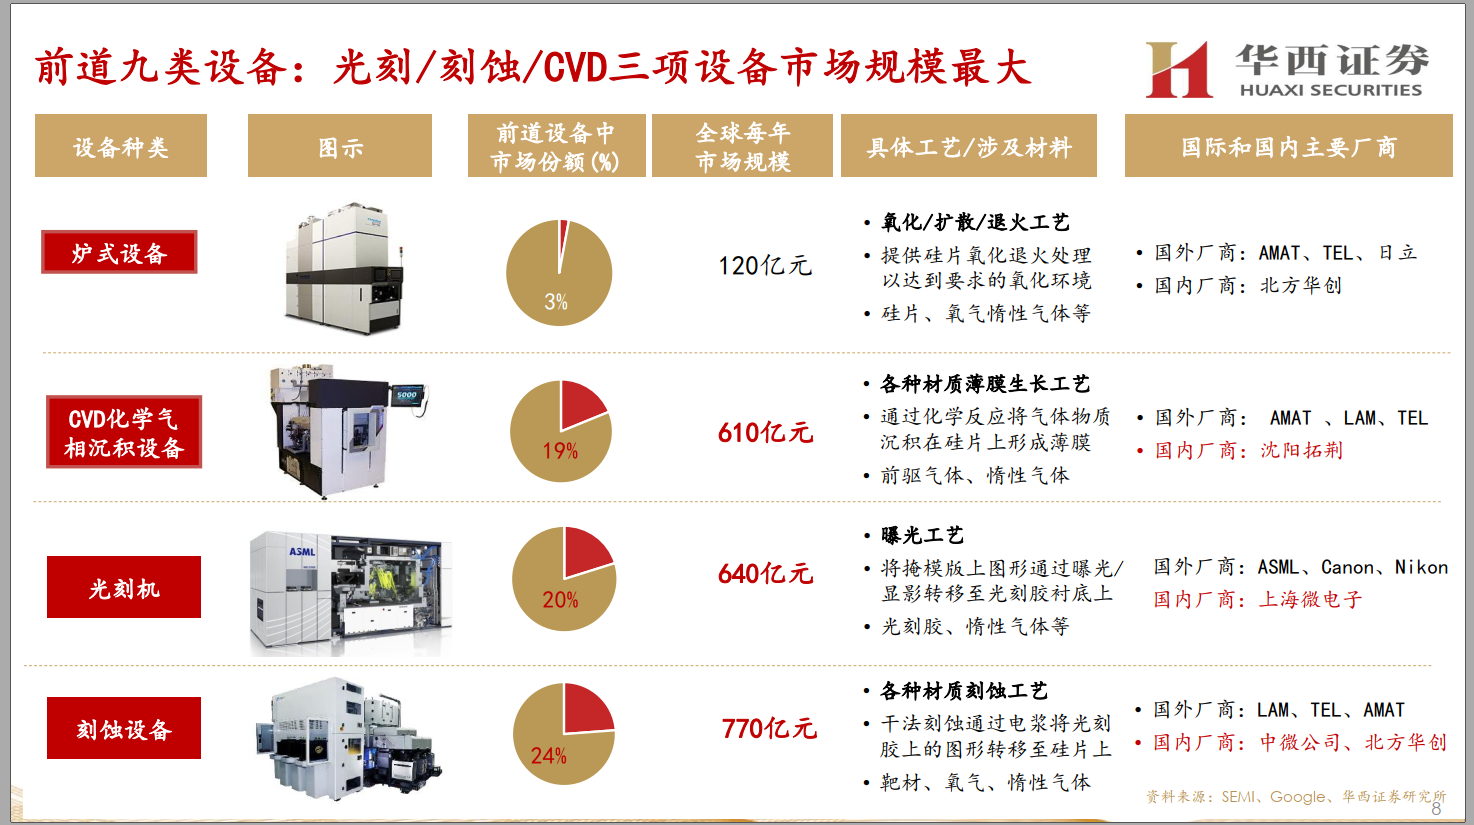 前道九类设备：光刻/刻蚀/CVD三项设备市场规模最大
华西证券
HUAXI SECURITIES
设备种类
图示
前道设备中
市场份额(%)
全球每年
市场规模
具体工艺/涉及材料
国际和国内主要厂商
炉式设备
3%
120亿元
• 氧化/扩散/退火工艺
• 提供硅片氧化退火处理
以达到要求的氧化环境
• 硅片、氧气惰性气体等
• 国外厂商：AMAT、TEL、日立
• 国内厂商：北方华创
CVD化学气
相沉积设备
5000
19%
610亿元
• 各种材质薄膜生长工艺
• 通过化学反应将气体物质
沉积在硅片上形成薄膜
• 前驱气体、惰性气体
• 国外厂商： AMAT 、LAM、TEL
• 国内厂商：沈阳拓荆
光刻机
ASML
20%
640亿元
• 曝光工艺
• 将掩模版上图形通过曝光/
显影转移至光刻胶衬底上
• 光刻胶、惰性气体等
国外厂商：ASML、Canon、Nikon
国内厂商：上海微电子
刻蚀设备
24%
770亿元
• 各种材质刻蚀工艺
• 干法刻蚀通过电浆将光刻
胶上的图形转移至硅片上
• 靶材、氧气、惰性气体
• 国外厂商：LAM、TEL、AMAT
• 国内厂商：中微公司、北方华创
资料来源：SEMI、Google、华西证券研究所
8